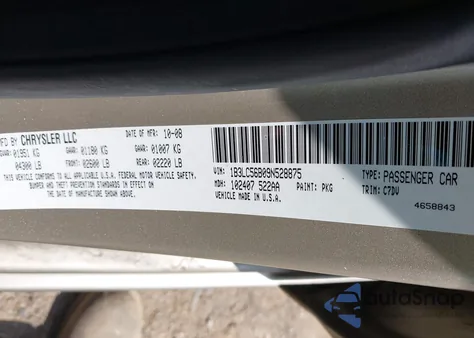 MFD BY CHRYSLER LLC DATE OF MFR: 10-08
GVWR: 01951 KG GAWR: 01180 KG GAWR: 01007 KG
04300 LB FRONT: 02600 LB REAR: 02220 LB
THIS VEHICLE CONFORMS TO ALL APPLICABLE U.S.A. FEDERAL MOTOR VEHICLE SAFETY,
BUMPER AND THEFT PREVENTION STANDARDS IN EFFECT ON
THE DATE OF MANUFACTURE SHOWN ABOVE.
VIN: 1B3LC56B09N528875 TYPE: PASSENGER CAR
MDH: 102407 522AA PAINT: PKG TRIM: C7DV
VEHICLE MADE IN U.S.A. 4658843
AutoSnap